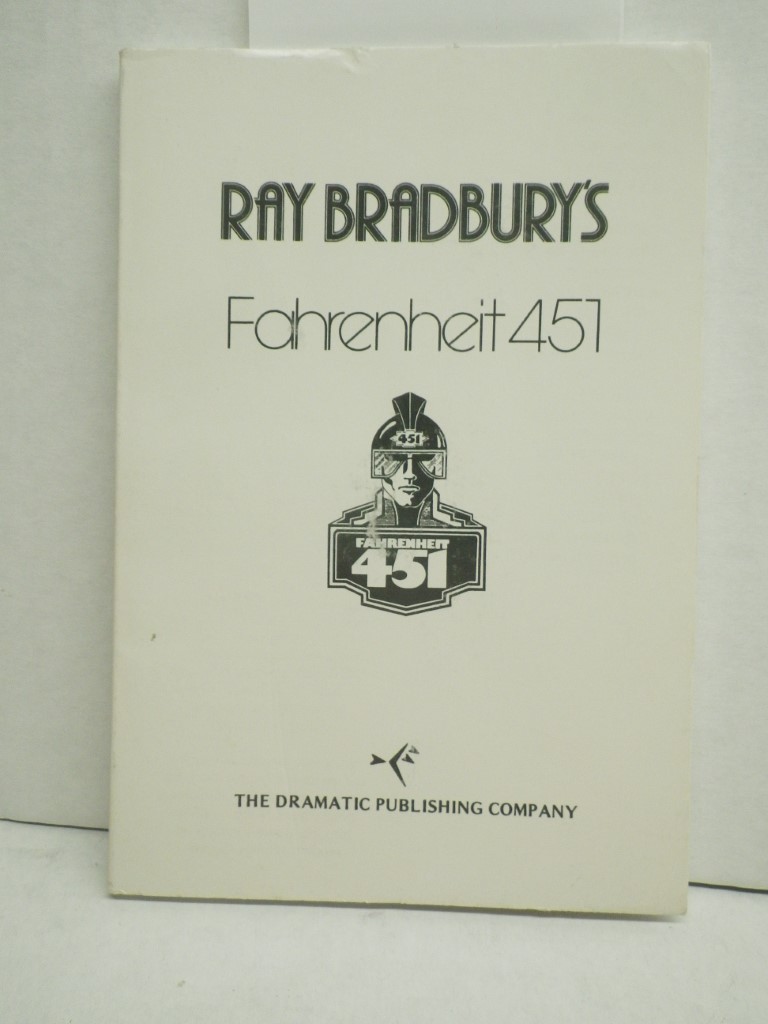 RAY BRADBURY'S
Fahrenheit 451
451
FAHRENHEIT
451
THE DRAMATIC PUBLISHING COMPANY